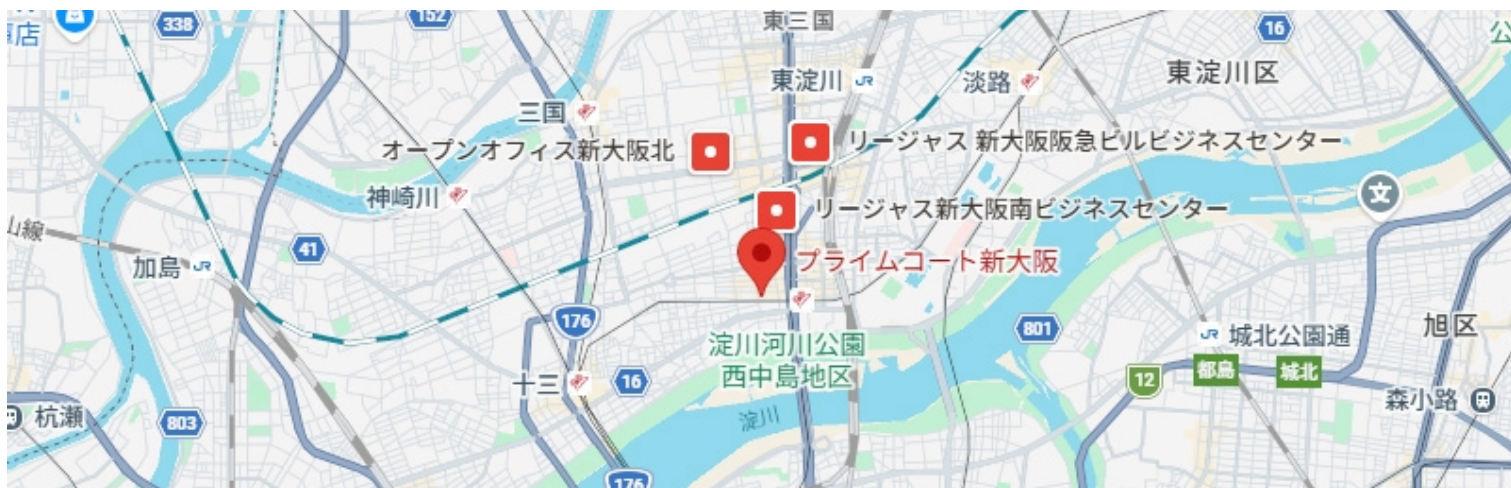 338
152
店
東三国
16
公
東淀川
JR
淡路
東淀川区
三国
オープンオフィス新大阪北
リージャス 新大阪阪急ビルビジネスセンター
神崎川
文
リージャス新大阪南ビジネスセンター
山線
41
加島
JR
プライムコート新大阪
176
801
淀川河川公園
西中島地区
JR
城北公園通
旭区
都島
城北
十三
16
12
森小路
杭瀬
803
淀川
176